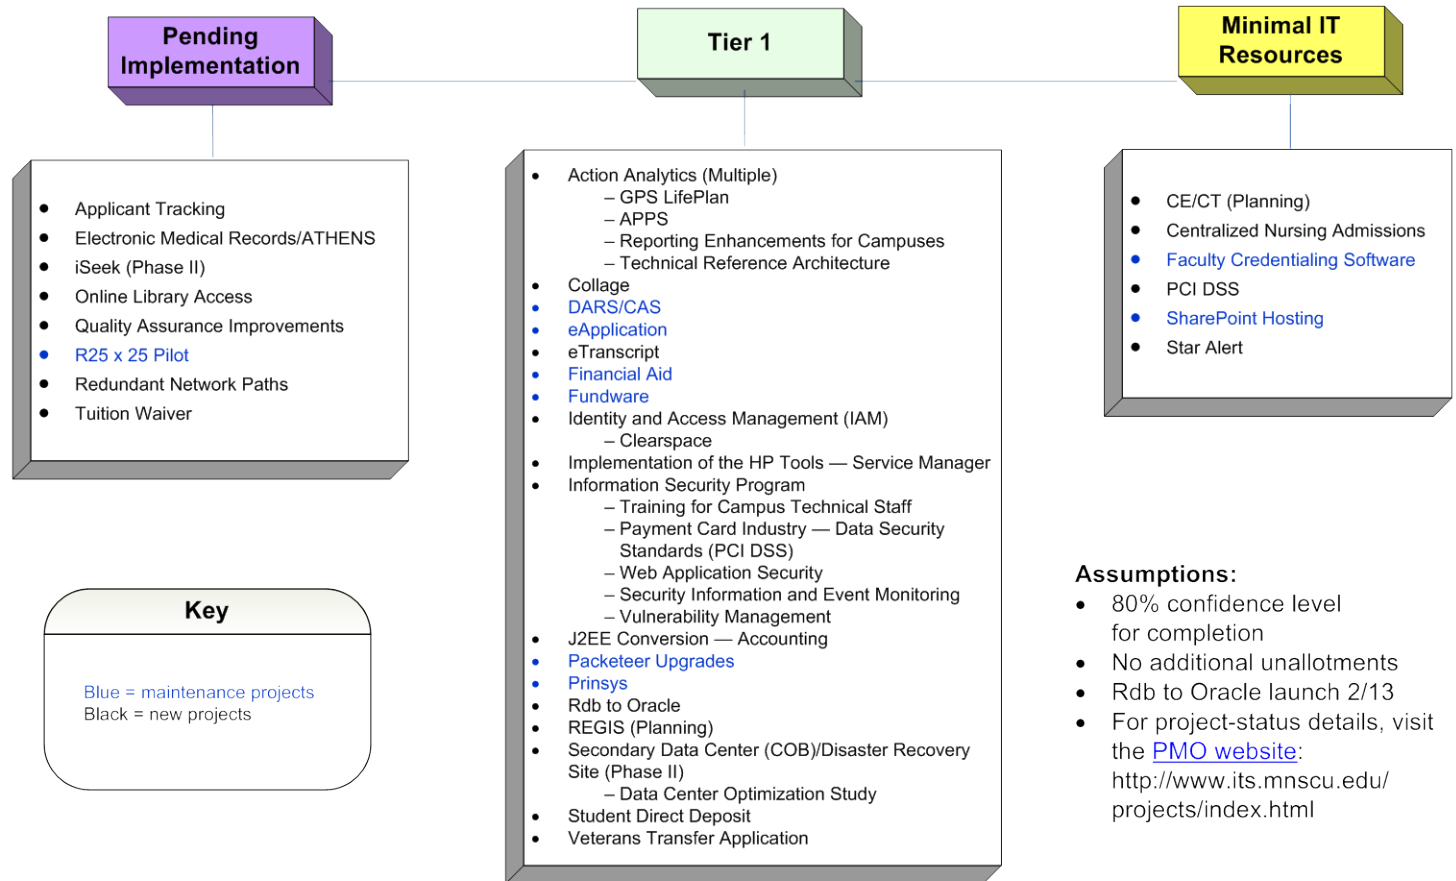 Pending
Implementation
Tier 1
Minimal IT
Resources
• Applicant Tracking
• Electronic Medical Records/ATHENS
• iSeek (Phase II)
• Online Library Access
• Quality Assurance Improvements
• R25 x 25 Pilot
• Redundant Network Paths
• Tuition Waiver
• Action Analytics (Multiple)
– GPS LifePlan
– APPS
– Reporting Enhancements for Campuses
– Technical Reference Architecture
• Collage
• DARS/CAS
• eApplication
• eTranscript
• Financial Aid
• Fundware
• Identity and Access Management (IAM)
– Clearspace
• Implementation of the HP Tools — Service Manager
• Information Security Program
– Training for Campus Technical Staff
– Payment Card Industry — Data Security
Standards (PCI DSS)
– Web Application Security
– Security Information and Event Monitoring
– Vulnerability Management
• J2EE Conversion — Accounting
• Packeteer Upgrades
• Prinsys
• Rdb to Oracle
• REGIS (Planning)
• Secondary Data Center (COB)/Disaster Recovery
Site (Phase II)
– Data Center Optimization Study
• Student Direct Deposit
• Veterans Transfer Application
• CE/CT (Planning)
• Centralized Nursing Admissions
• Faculty Credentialing Software
• PCI DSS
• SharePoint Hosting
• Star Alert
Key
Blue = maintenance projects
Black = new projects
Assumptions:
• 80% confidence level
for completion
• No additional unallotments
• Rdb to Oracle launch 2/13
• For project-status details, visit
the PMO website:
http://www.its.mnscu.edu/
projects/index.html